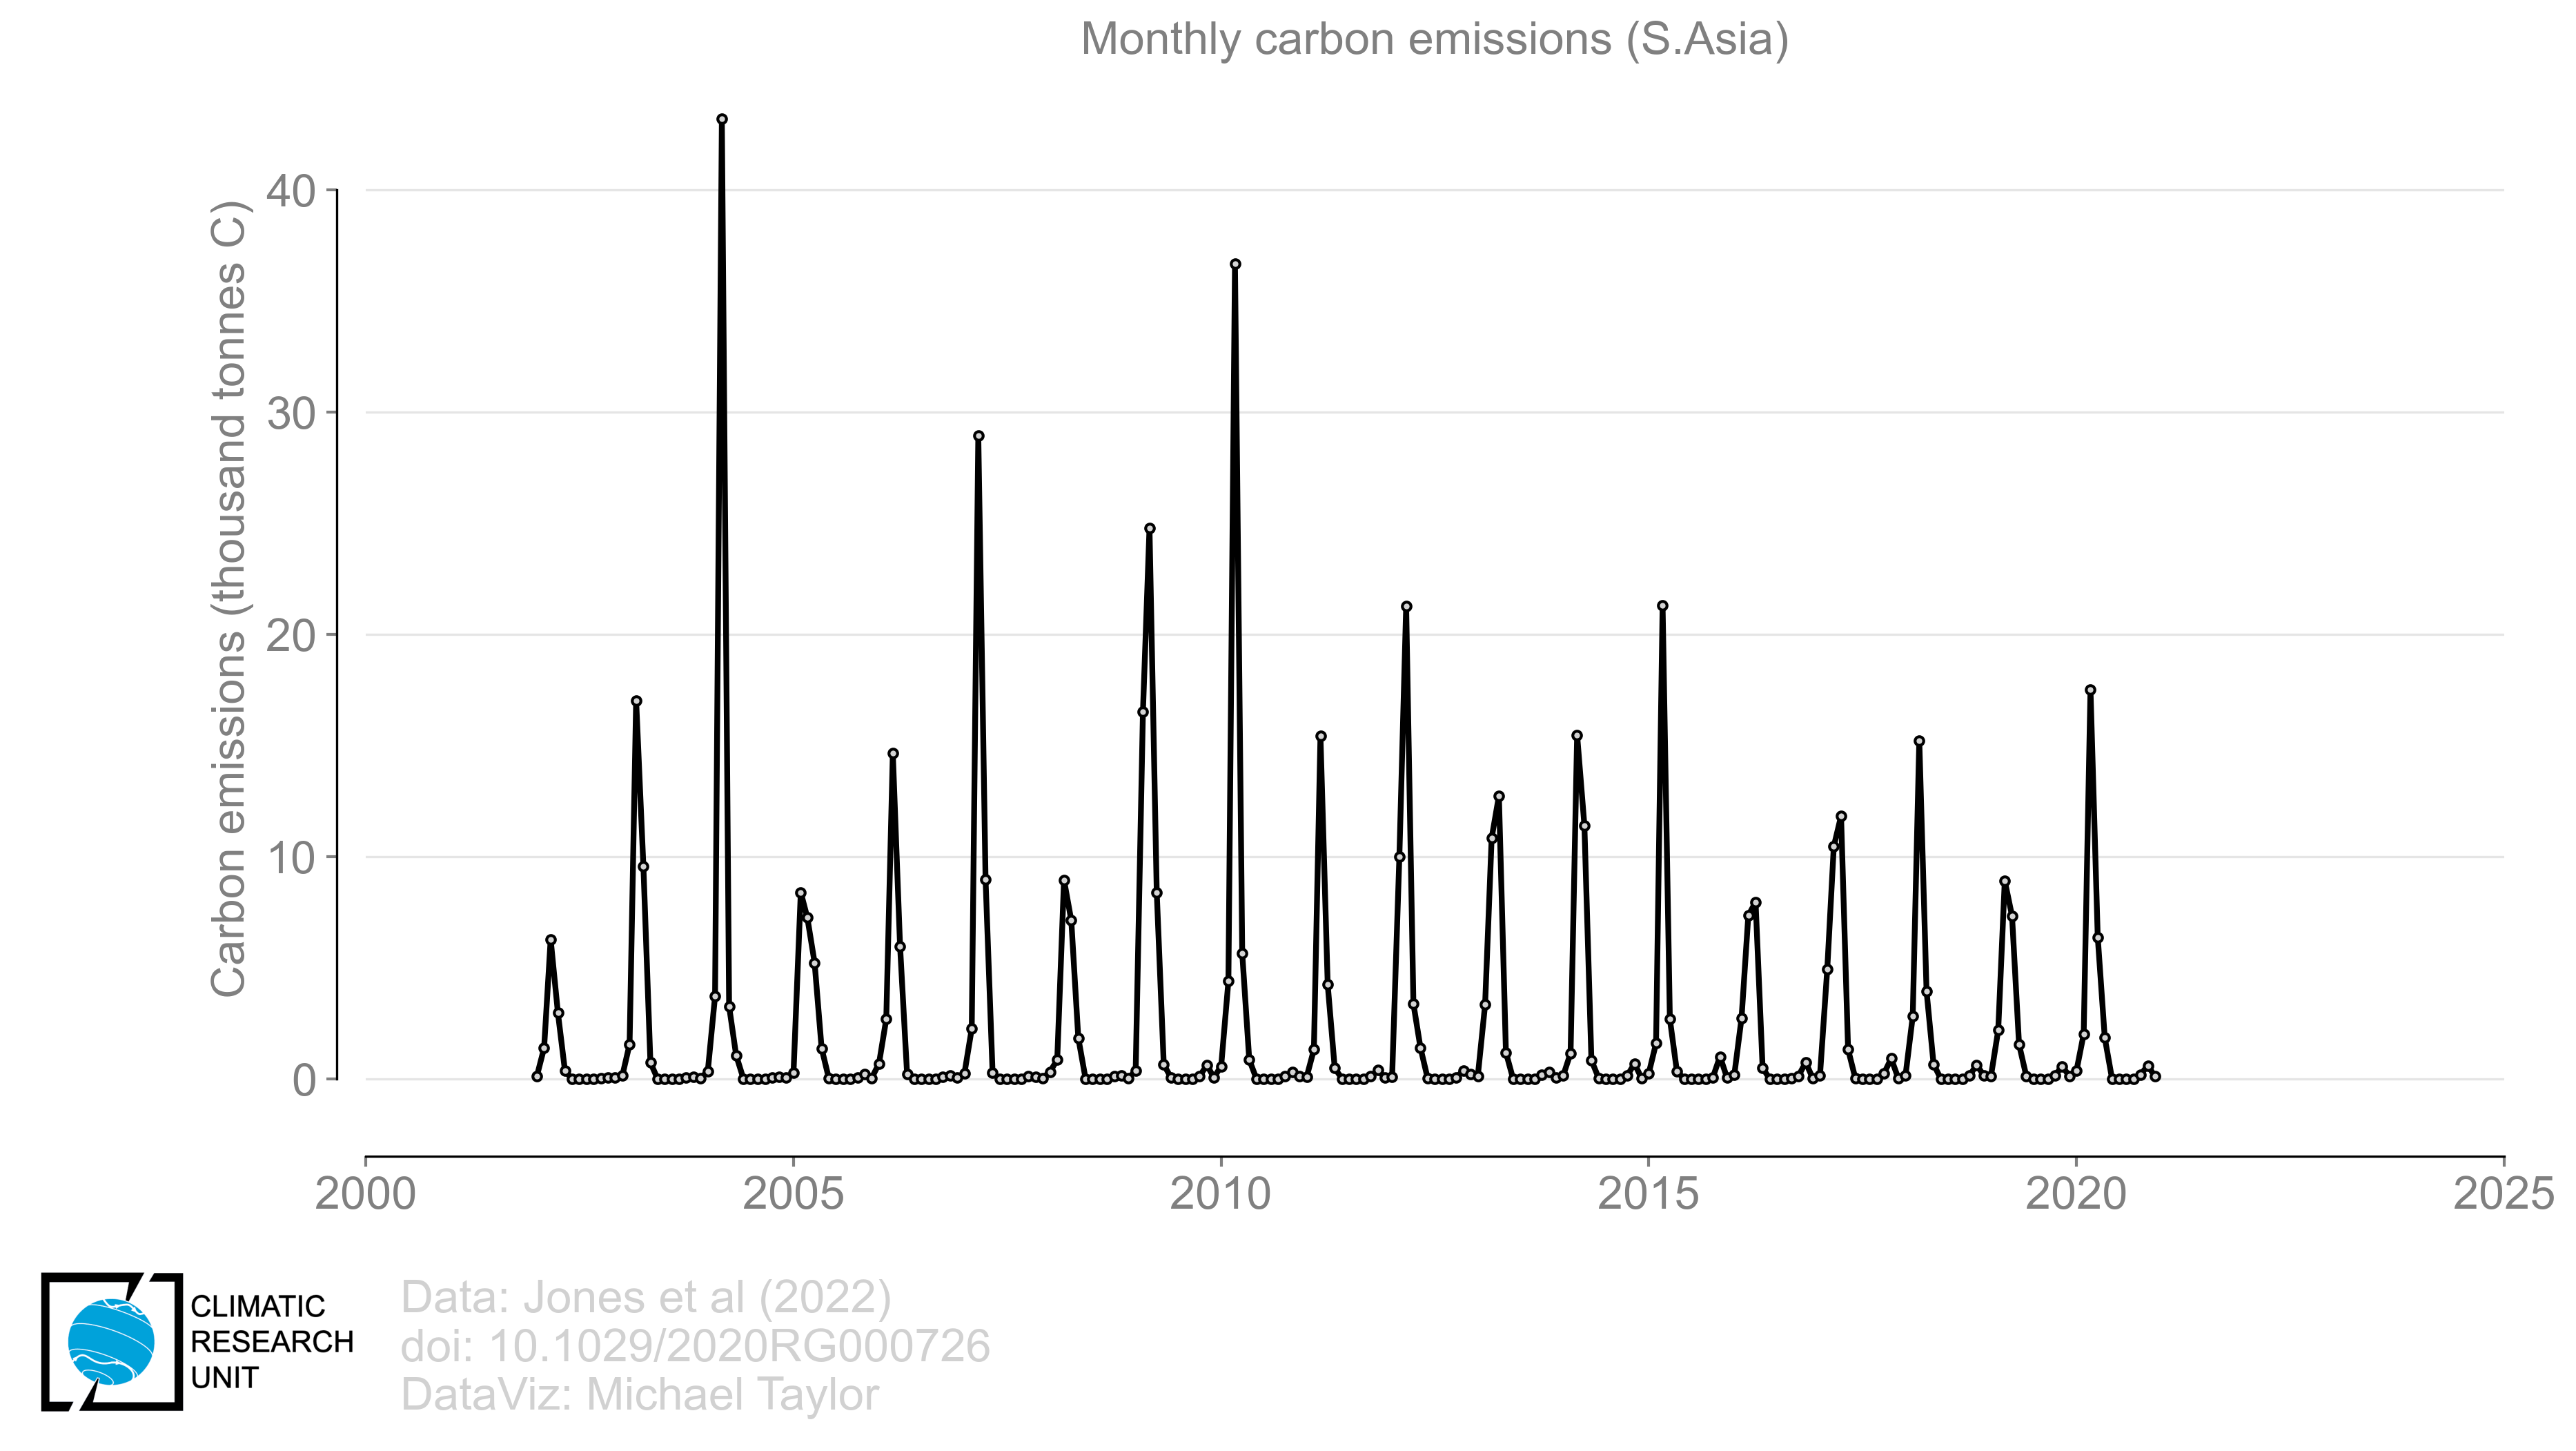 Monthly carbon emissions (S.Asia)
Carbon emissions (thousand tonnes C)
40
30
20
10
0
2000 2005 2010 2015 2020 2025
CLIMATIC
RESEARCH
UNIT
Data: Jones et al (2022)
doi: 10.1029/2020RG000726
DataViz: Michael Taylor